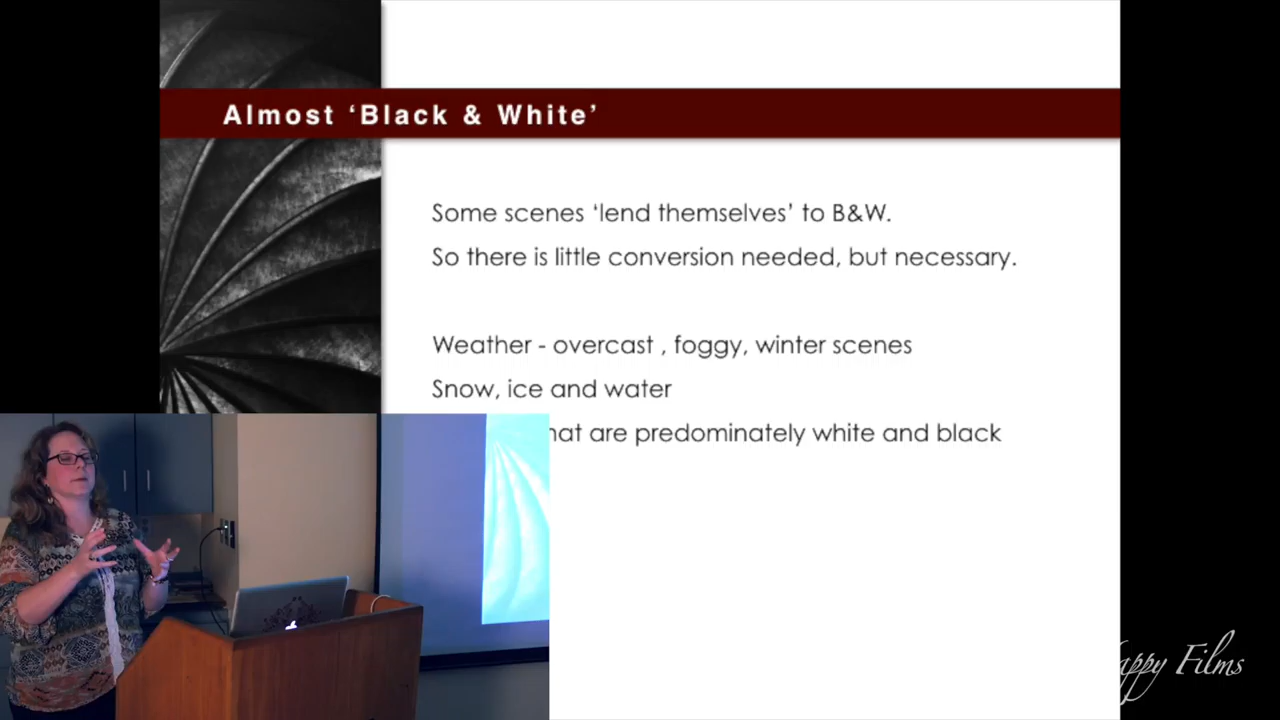 Almost ‘Black & White’
Some scenes ‘lend themselves’ to B&W.
So there is little conversion needed, but necessary.
Weather - overcast , foggy, winter scenes
Snow, ice and water
are predominately white and black
Films